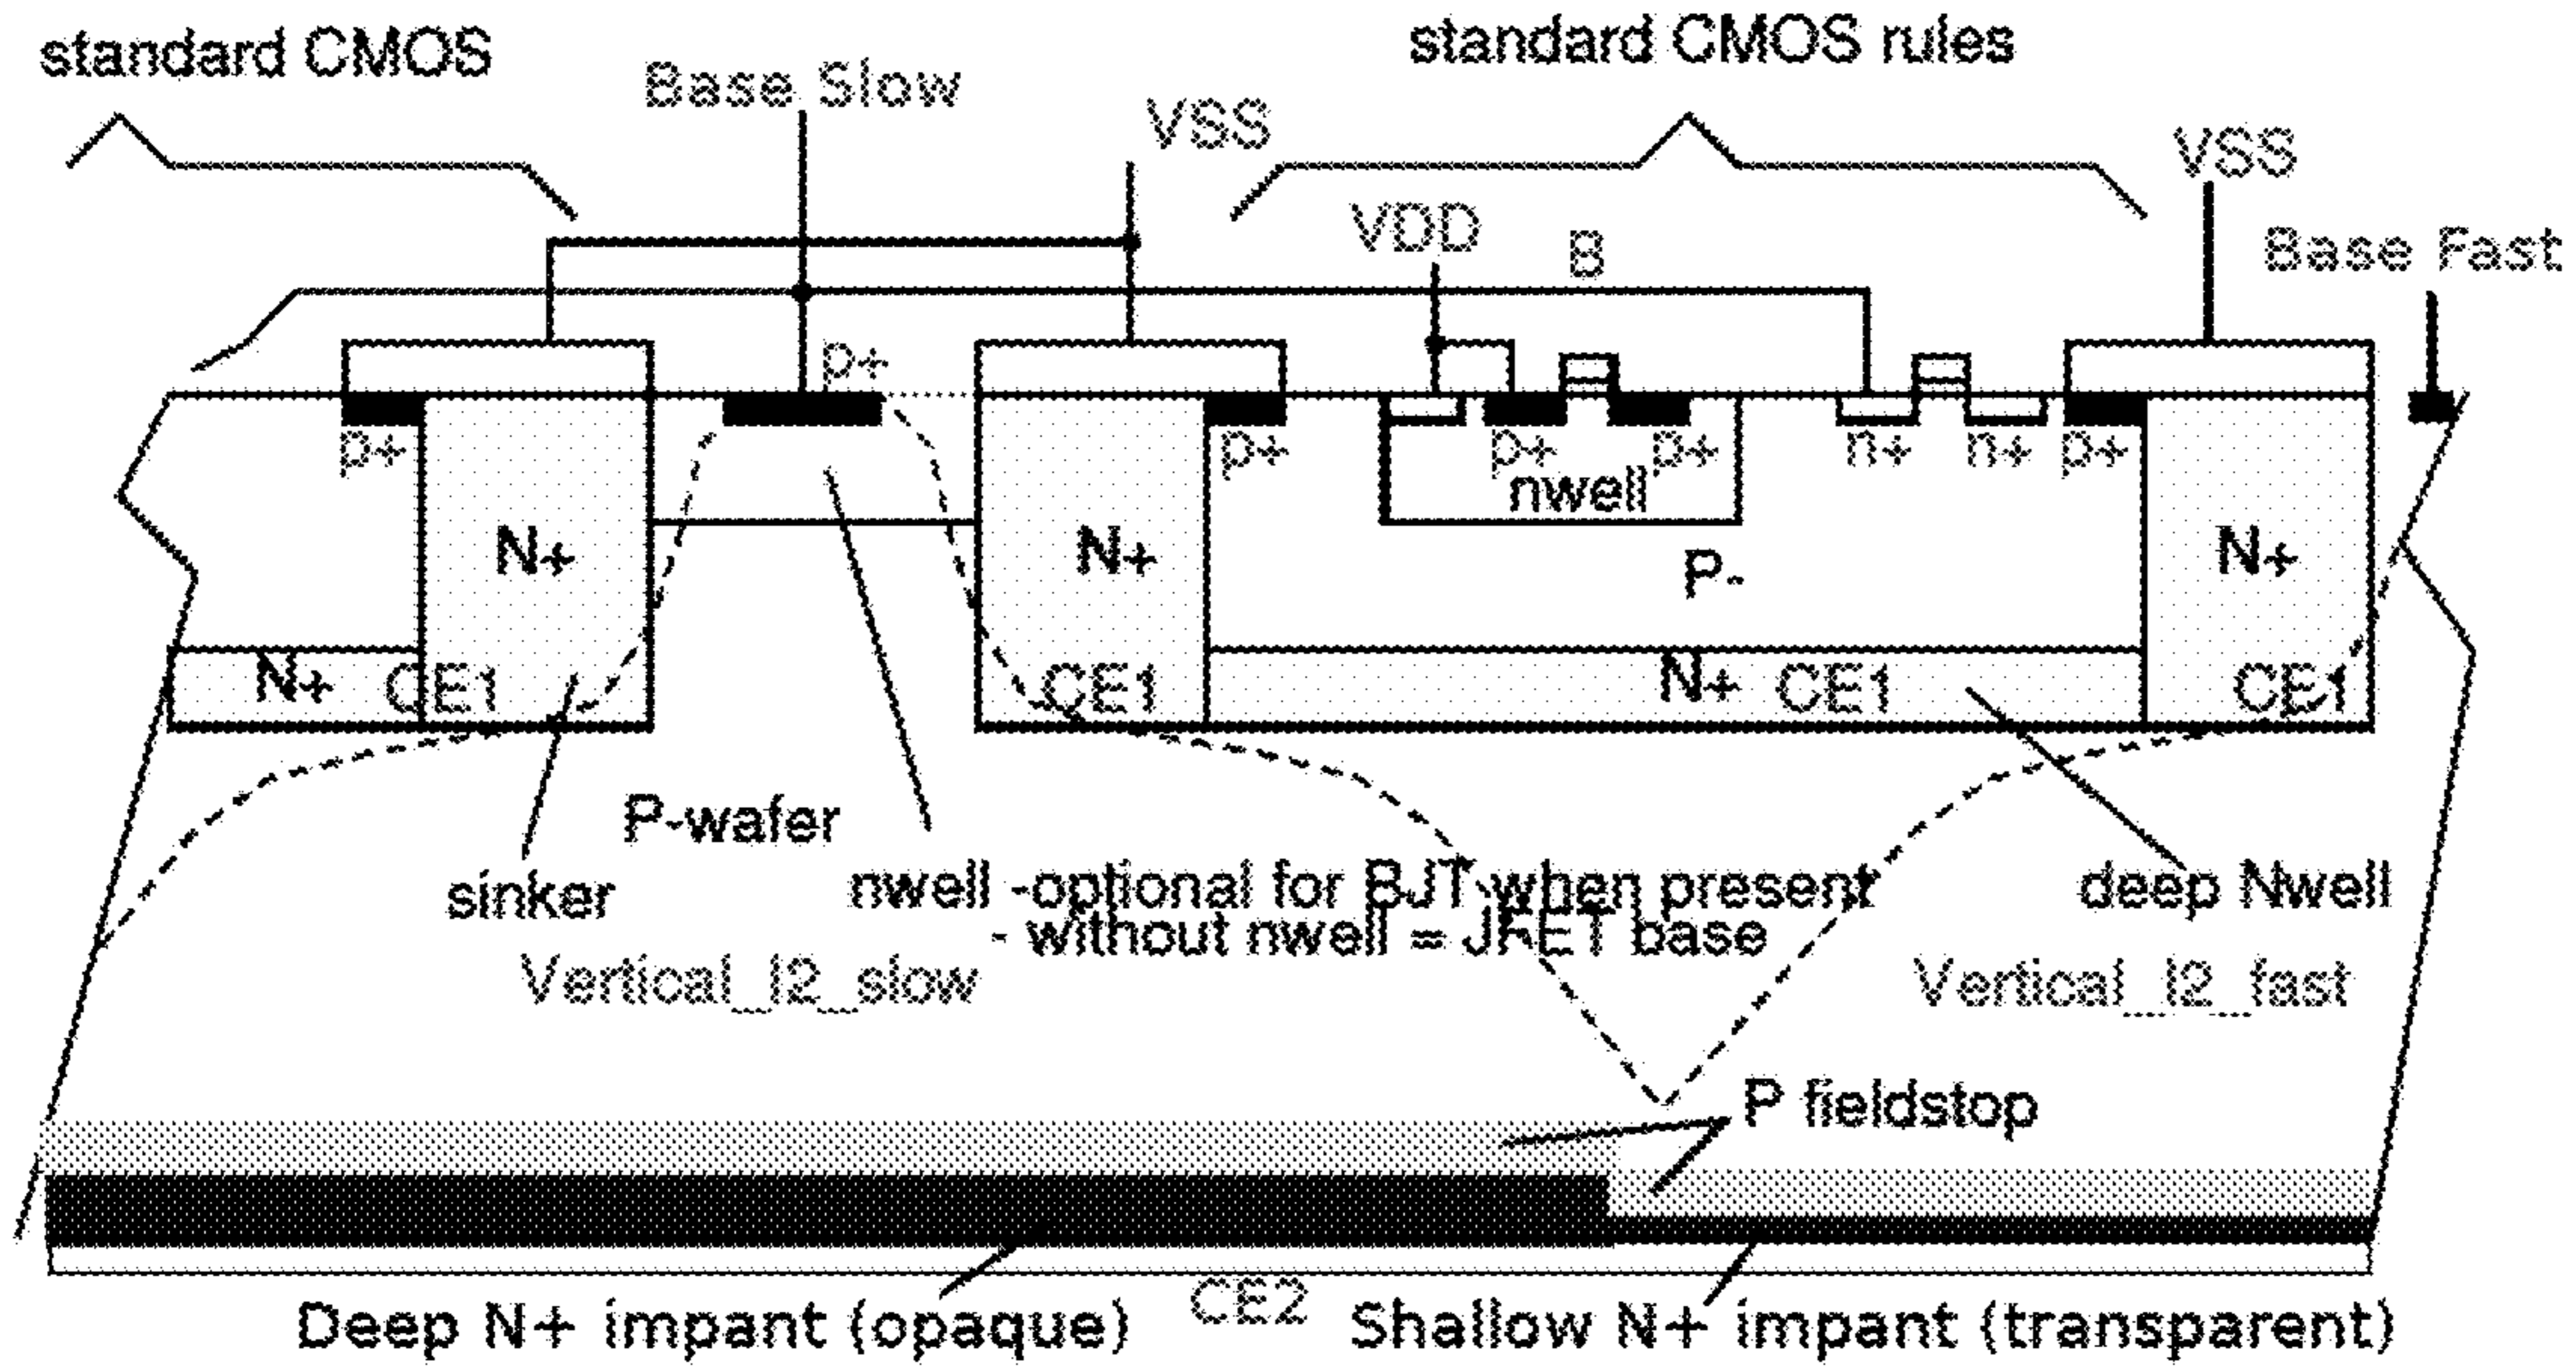 standard CMOS
standard CMOS rules
Base Slow
VSS
VSS
VDD
B
Base Fast
p+
p+
p+
p+
p+
n+
n+
p+
nwell
N+
N+
N+
P-
N+
CE1
CE1
N+
CE1
CE1
P-wafer
sinker
nwell -optional for BJT when present
- without nwell = JFET base
deep Nwell
Vertical_I2_slow
Vertical_I2_fast
P fieldstop
CE2
Deep N+ impant (opaque)
Shallow N+ impant (transparent)